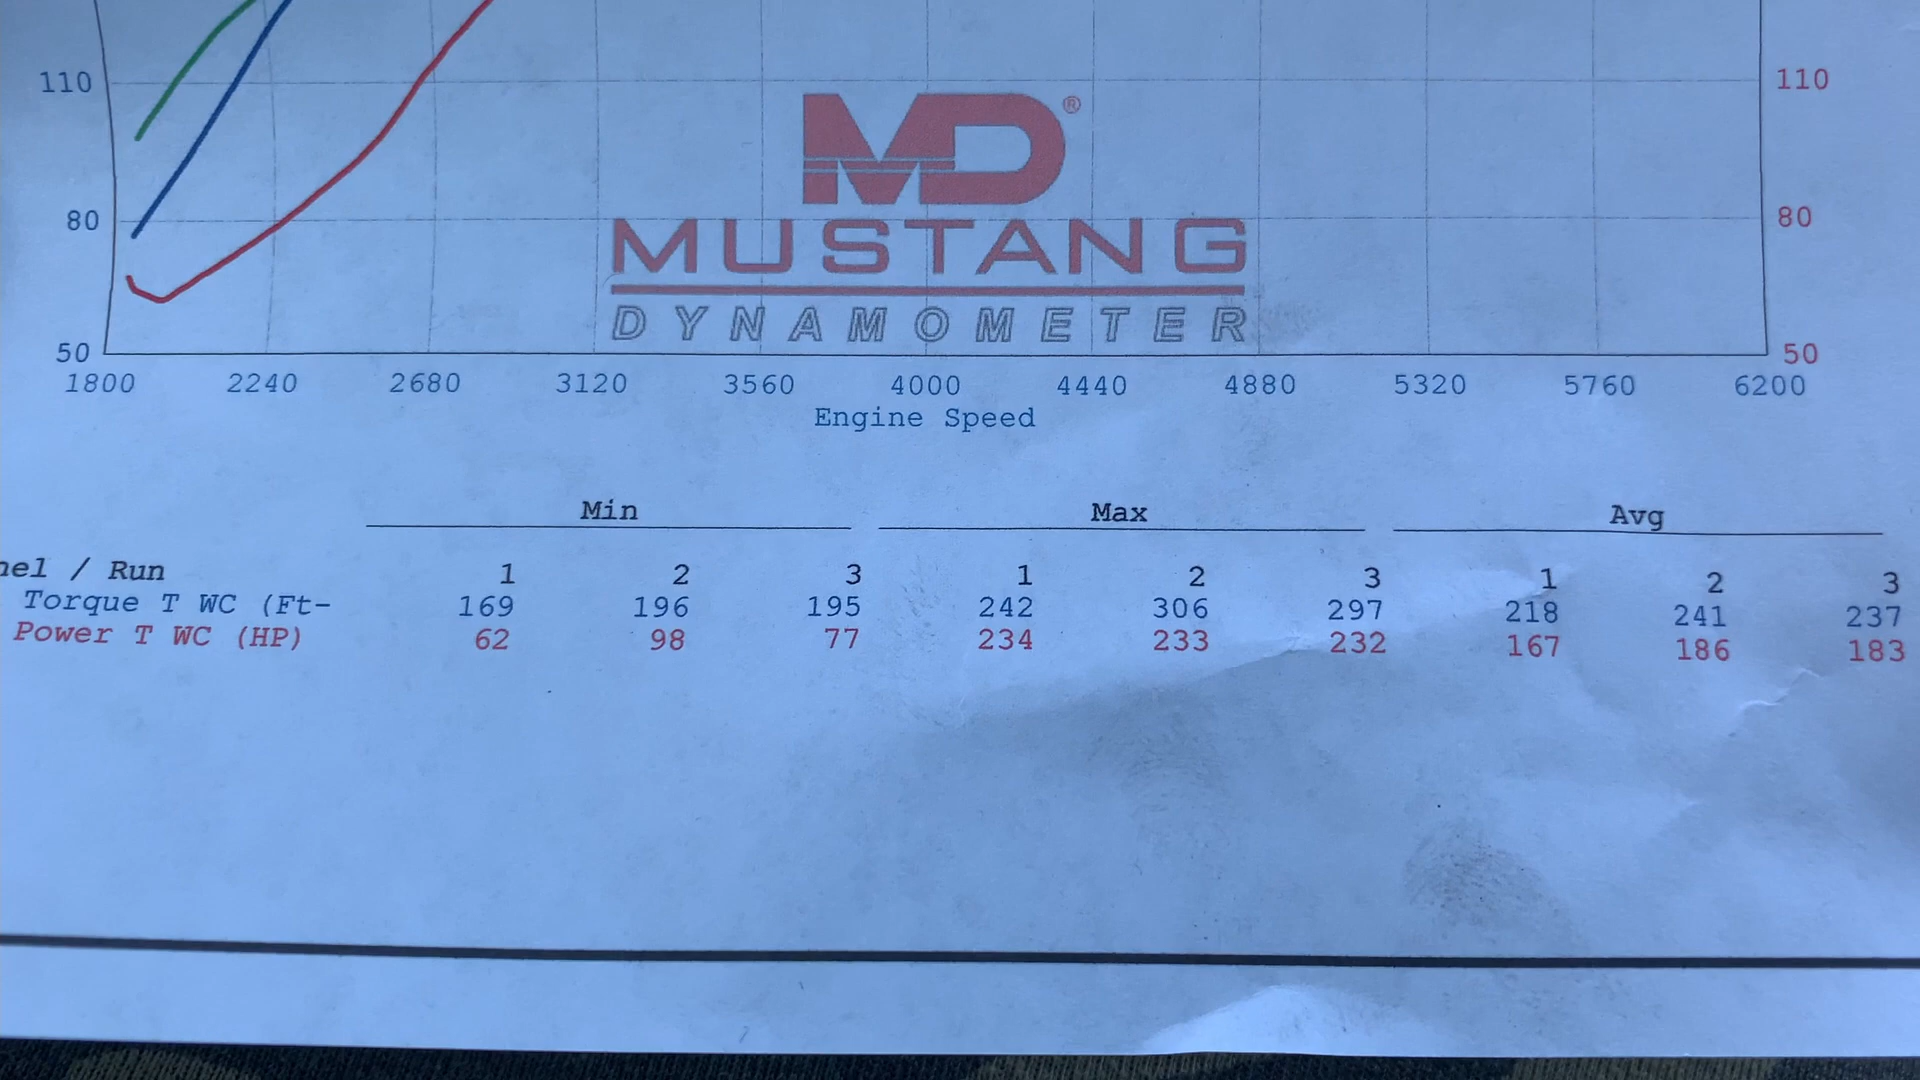 110 110
MD®
80 80
MUSTANG
DYNAMOMETER
50 50
1800 2240 2680 3120 3560 4000 4440 4880 5320 5760 6200
Engine Speed
Min Max Avg
nel / Run 1 2 3 1 2 3 1 2 3
Torque T WC (Ft- 169 196 195 242 306 297 218 241 237
Power T WC (HP) 62 98 77 234 233 232 167 186 183